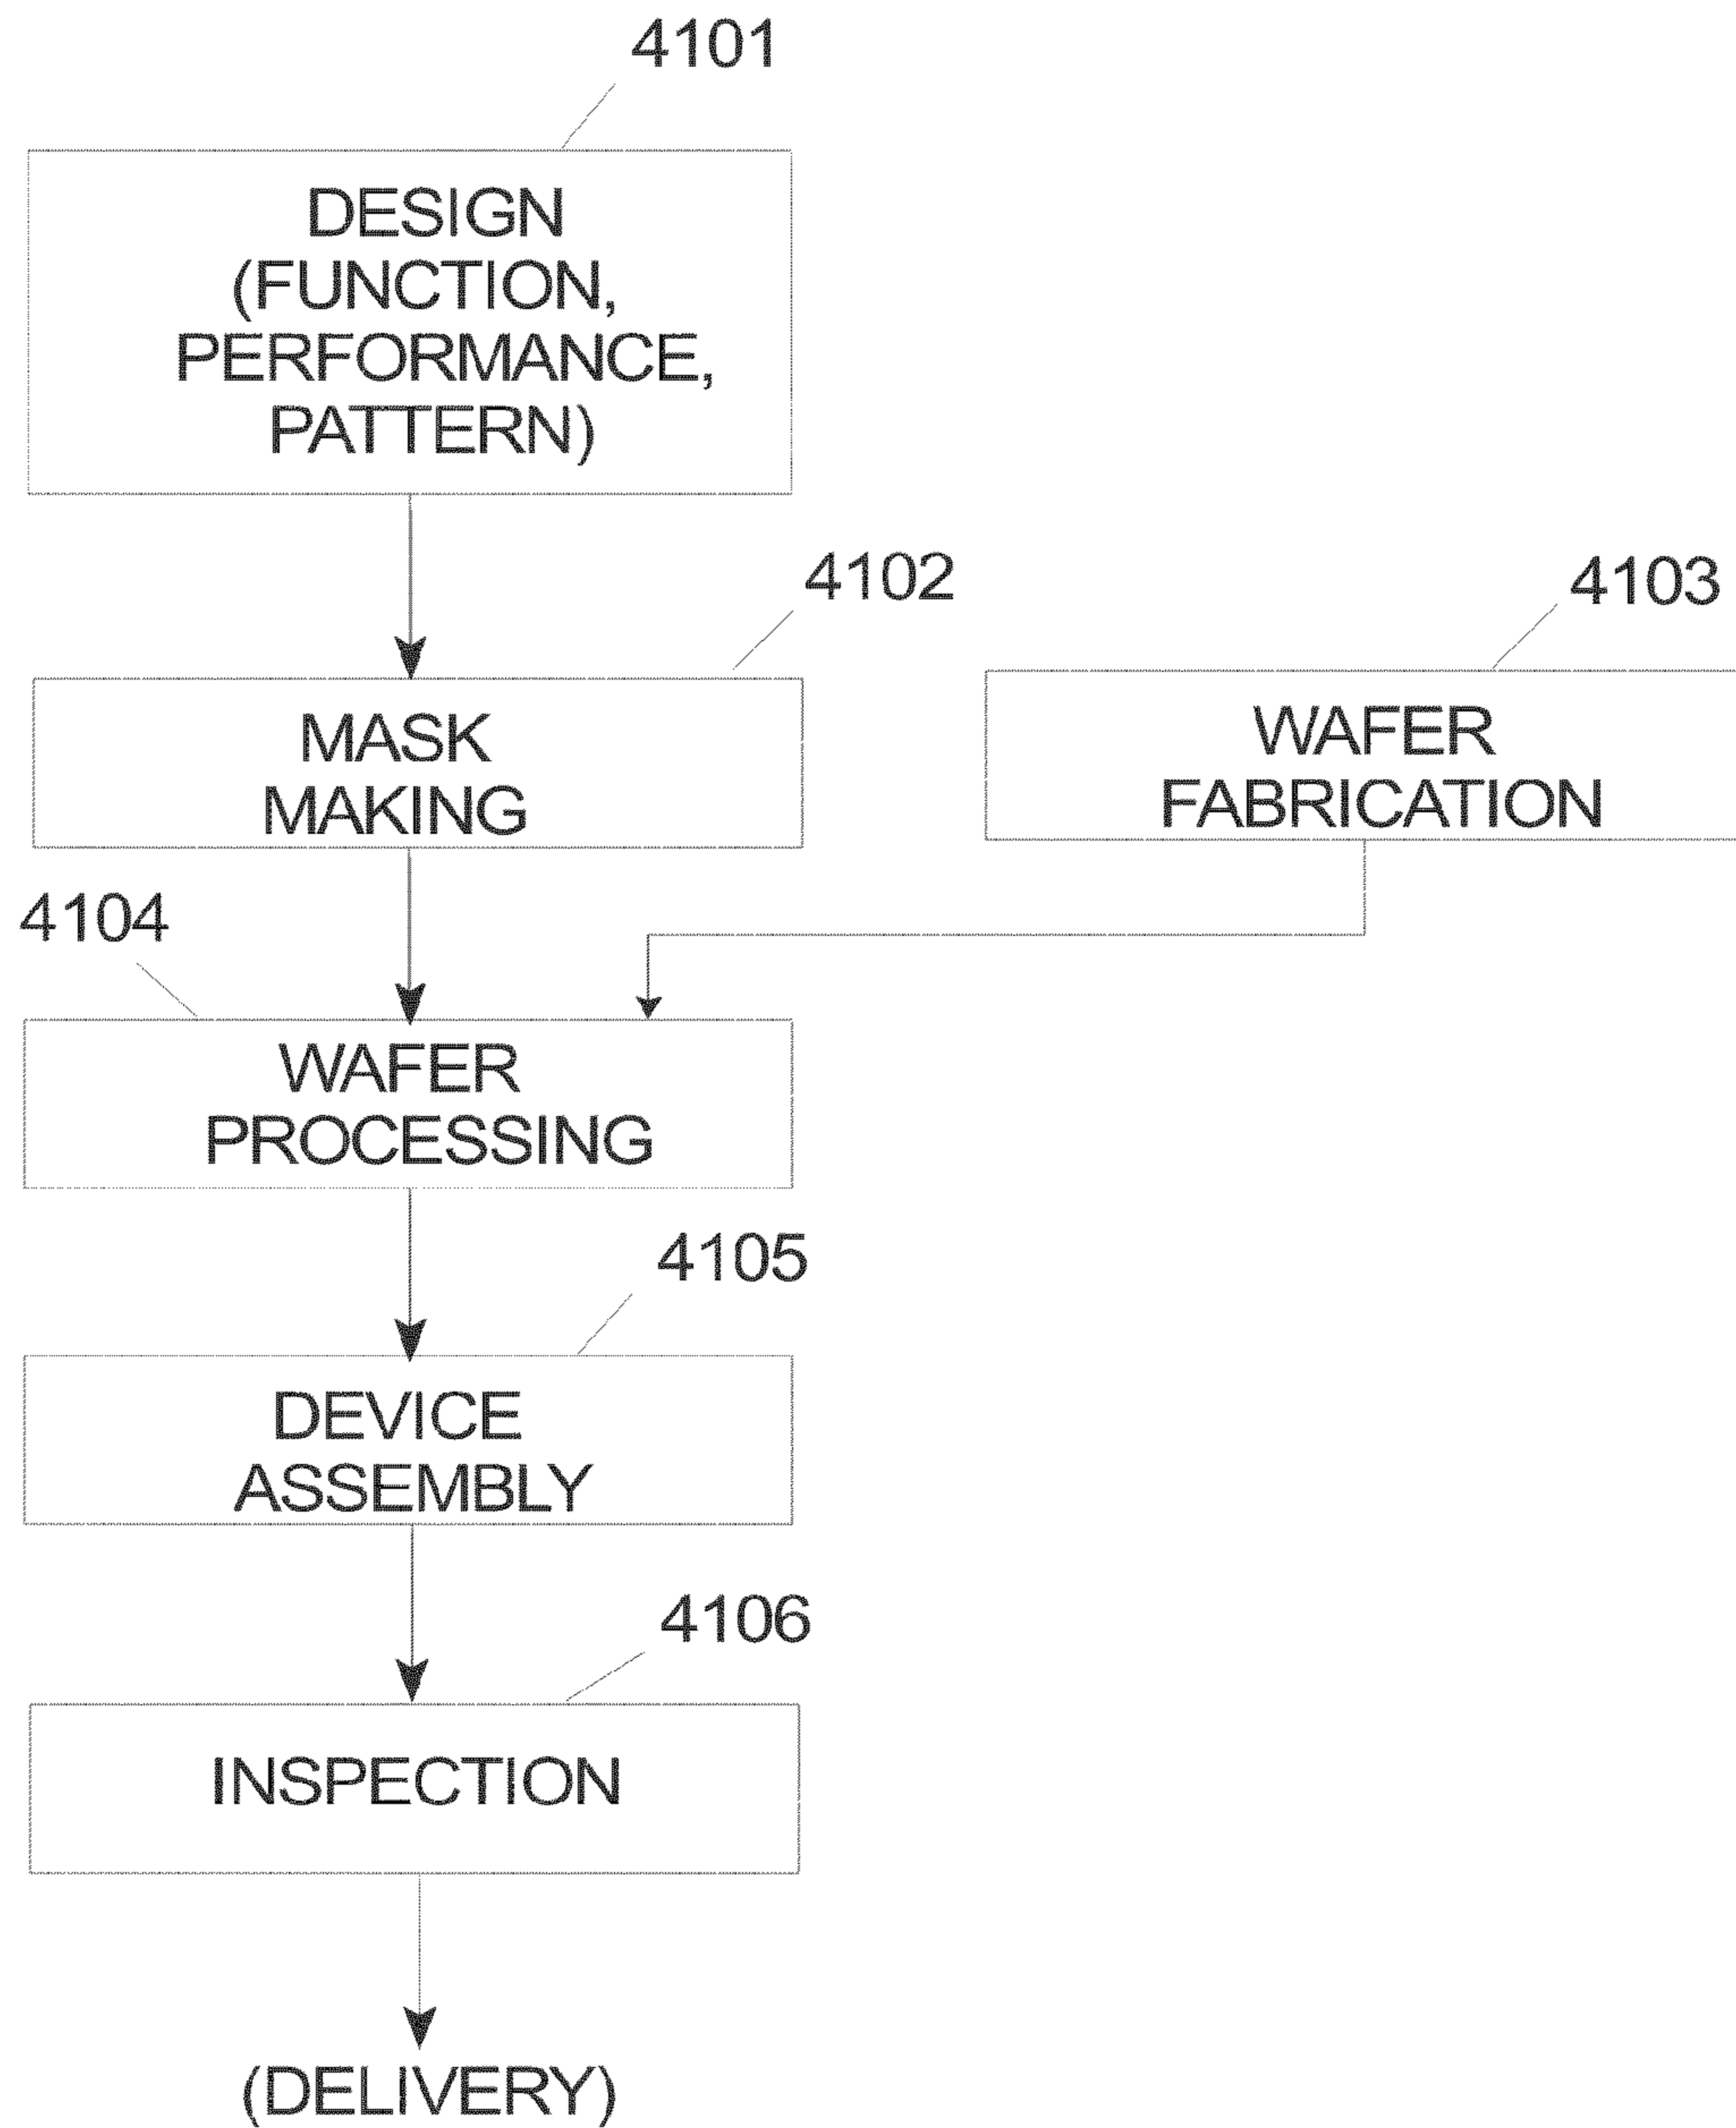 4101
DESIGN
(FUNCTION,
PERFORMANCE,
PATTERN)
4102
MASK
MAKING
4103
WAFER
FABRICATION
4104
WAFER
PROCESSING
4105
DEVICE
ASSEMBLY
4106
INSPECTION
(DELIVERY)